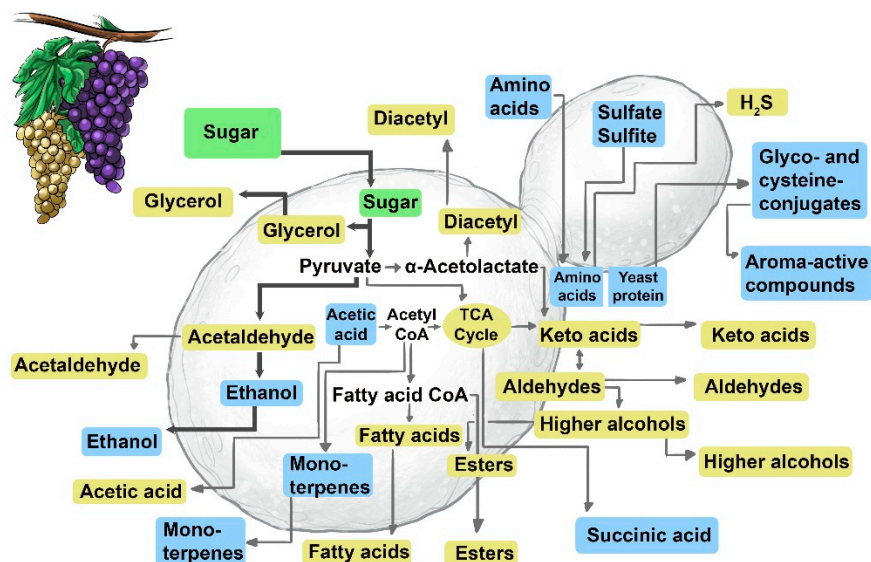 Amino
acids
H₂S
Diacetyl
Sulfate
Sulfite
Sugar
Glyco- and
cysteine-
conjugates
Glycerol
Sugar
Diacetyl
Glycerol
Pyruvate
α-Acetolactate
Amino
acids
Yeast
protein
Aroma-active
compounds
Acetic
acid
Acetyl
CoA
TCA
Cycle
Acetaldehyde
Keto acids
Keto acids
Acetaldehyde
Ethanol
Fatty acid CoA
Aldehydes
Aldehydes
Ethanol
Fatty acids
Higher alcohols
Mono-
terpenes
Esters
Higher alcohols
Acetic acid
Mono-
terpenes
Fatty acids
Esters
Succinic acid